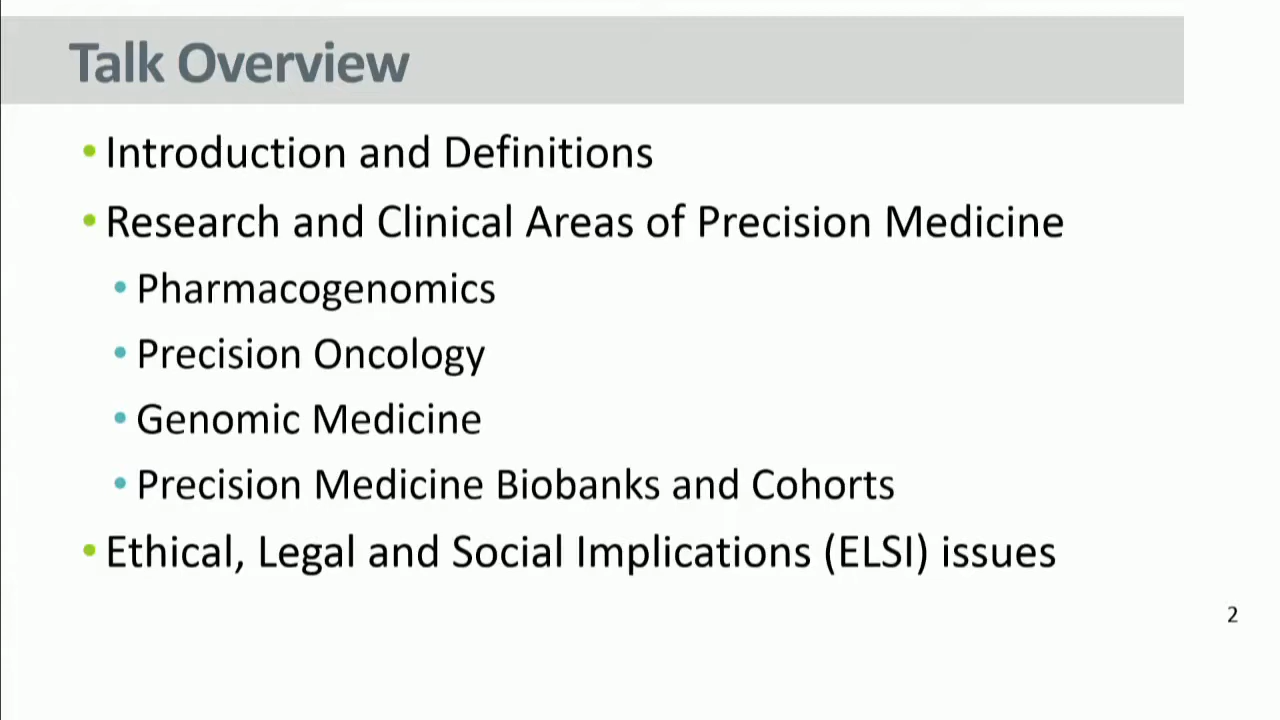 Talk Overview
• Introduction and Definitions
• Research and Clinical Areas of Precision Medicine
• Pharmacogenomics
• Precision Oncology
• Genomic Medicine
• Precision Medicine Biobanks and Cohorts
• Ethical, Legal and Social Implications (ELSI) issues
2